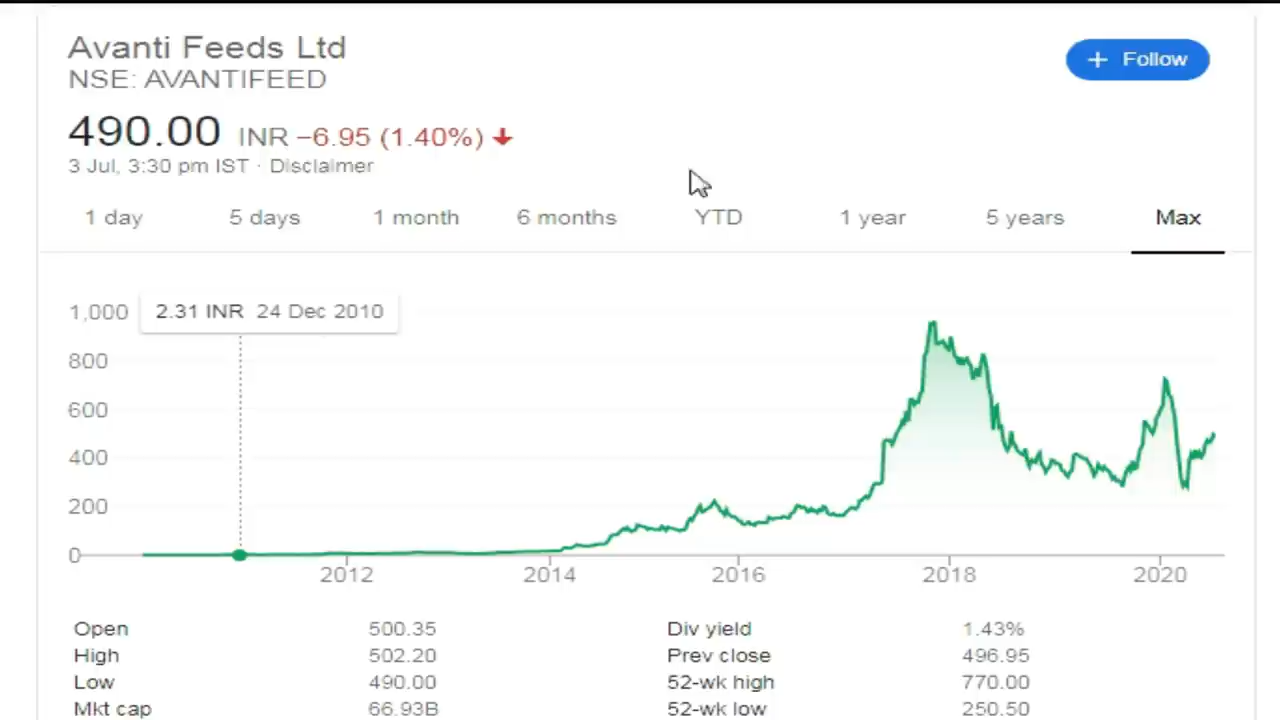 Avanti Feeds Ltd
NSE: AVANTIFEED
+ Follow
490.00 INR −6.95 (1.40%) ↓
3 Jul, 3:30 pm IST · Disclaimer
1 day 5 days 1 month 6 months YTD 1 year 5 years Max
2.31 INR 24 Dec 2010
1,000
800
600
400
200
0
2012 2014 2016 2018 2020
Open 500.35 Div yield 1.43%
High 502.20 Prev close 496.95
Low 490.00 52-wk high 770.00
Mkt cap 66.93B 52-wk low 250.50